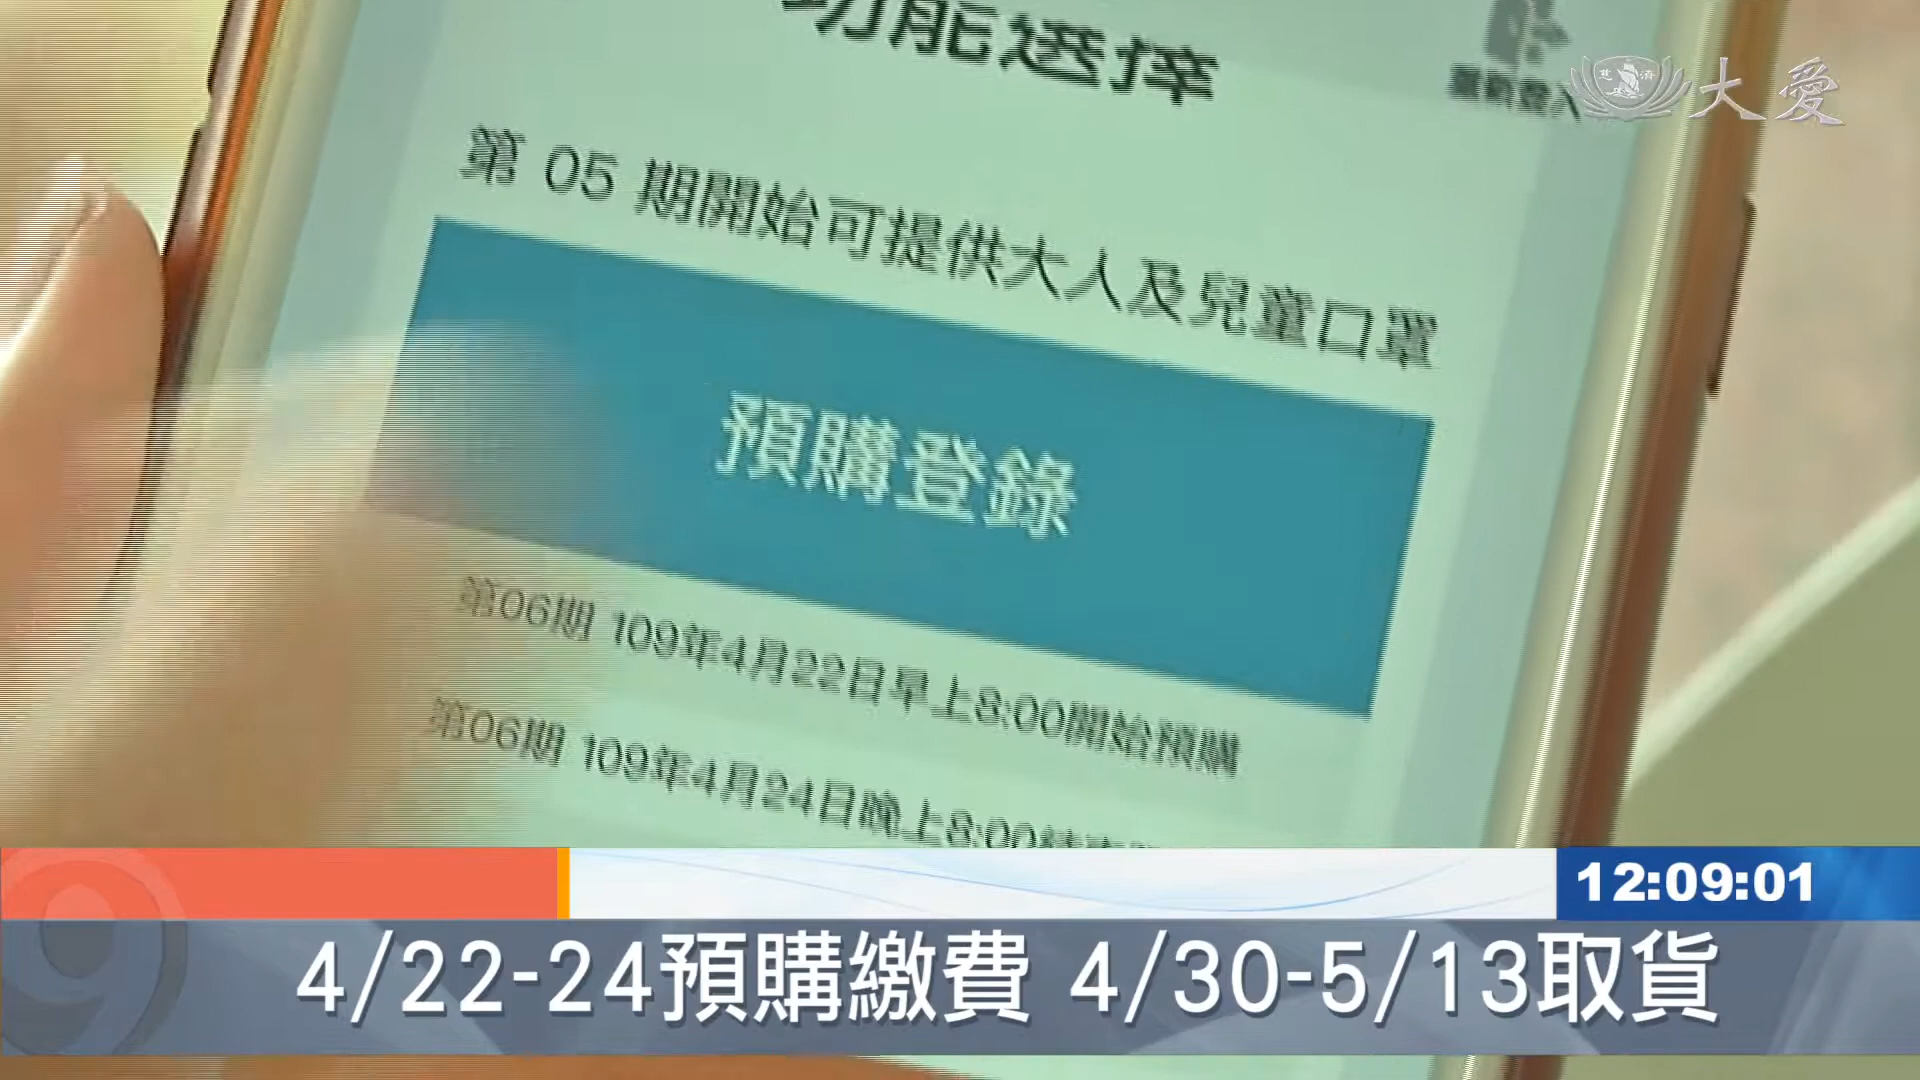 功能選擇
慈濟
大愛
第 05 期開始可提供大人及兒童口罩
預購登錄
第06期 109年4月22日早上8:00開始預購
第06期 109年4月24日晚上8:00
12:09:01
4/22-24預購繳費 4/30-5/13取貨